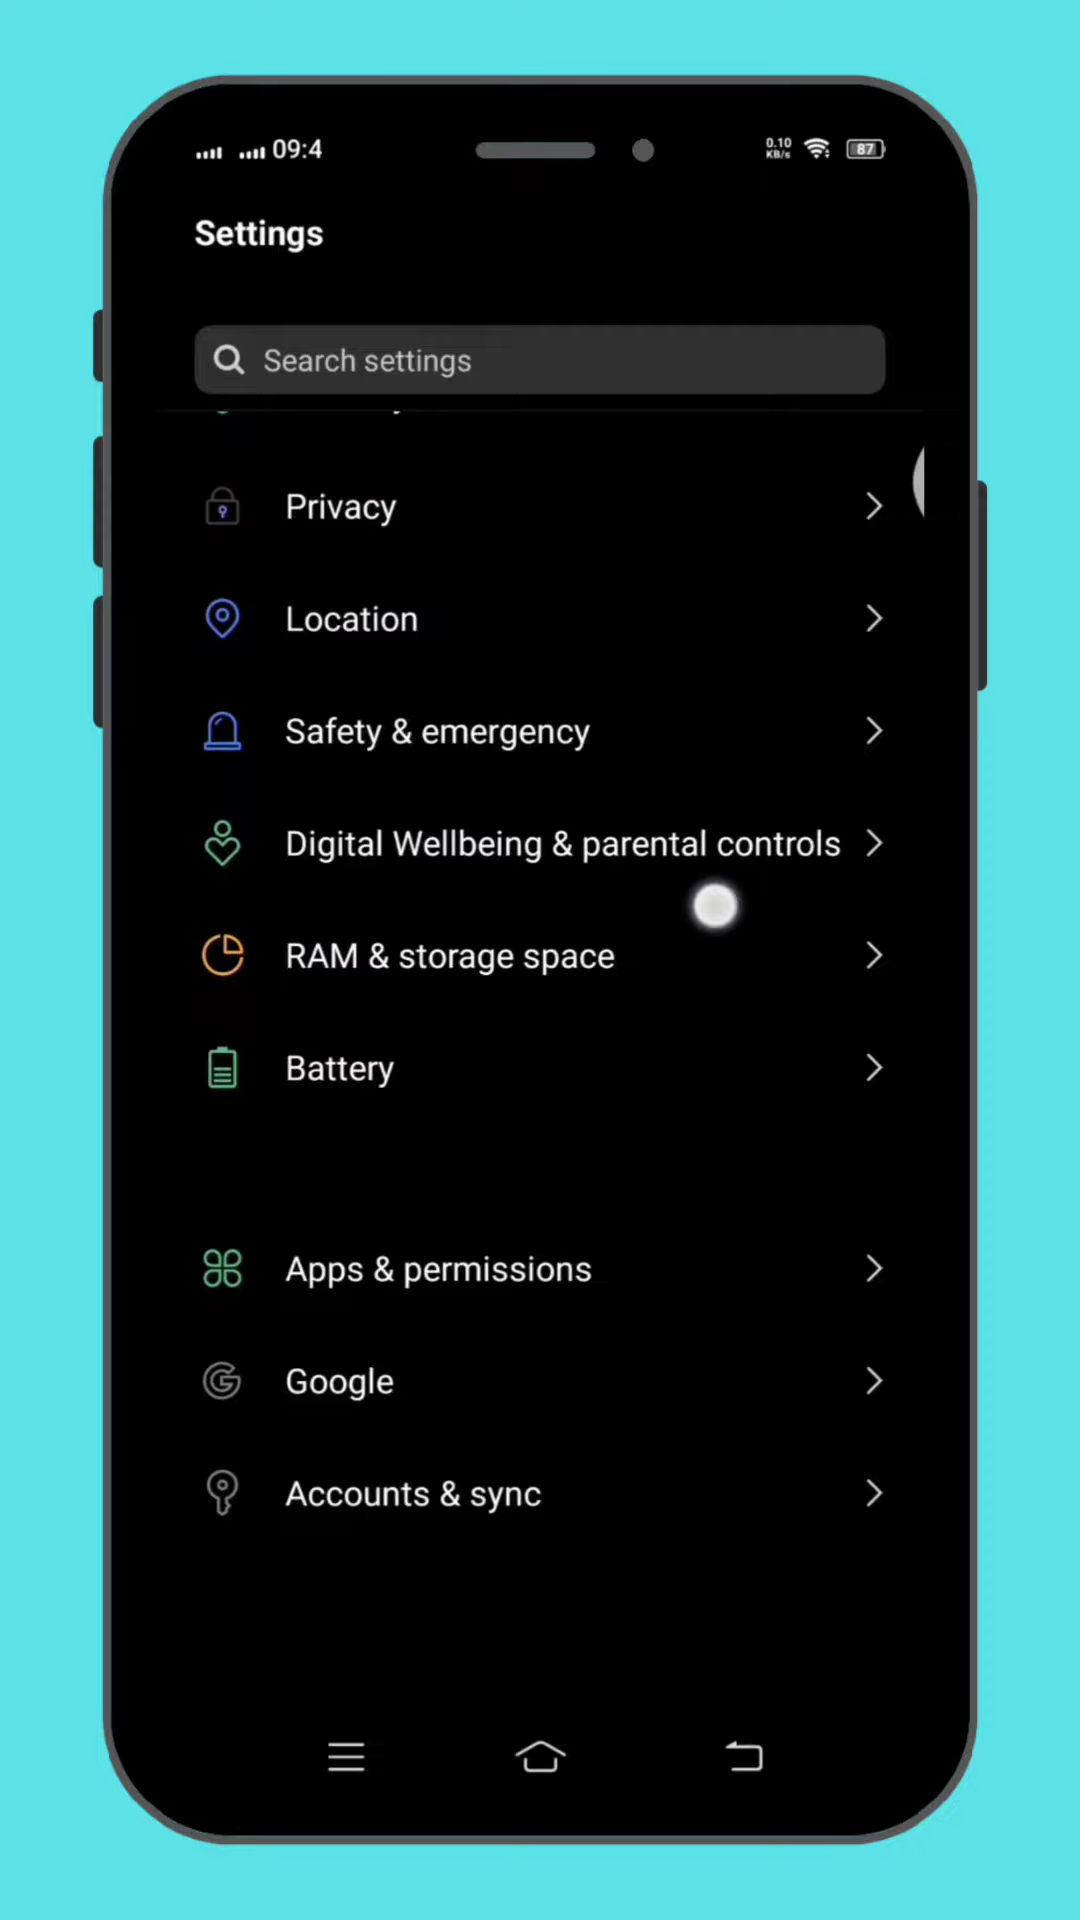 09:4
0.10
KB/s
87
Settings
Search settings
Privacy
Location
Safety & emergency
Digital Wellbeing & parental controls
RAM & storage space
Battery
Apps & permissions
Google
Accounts & sync